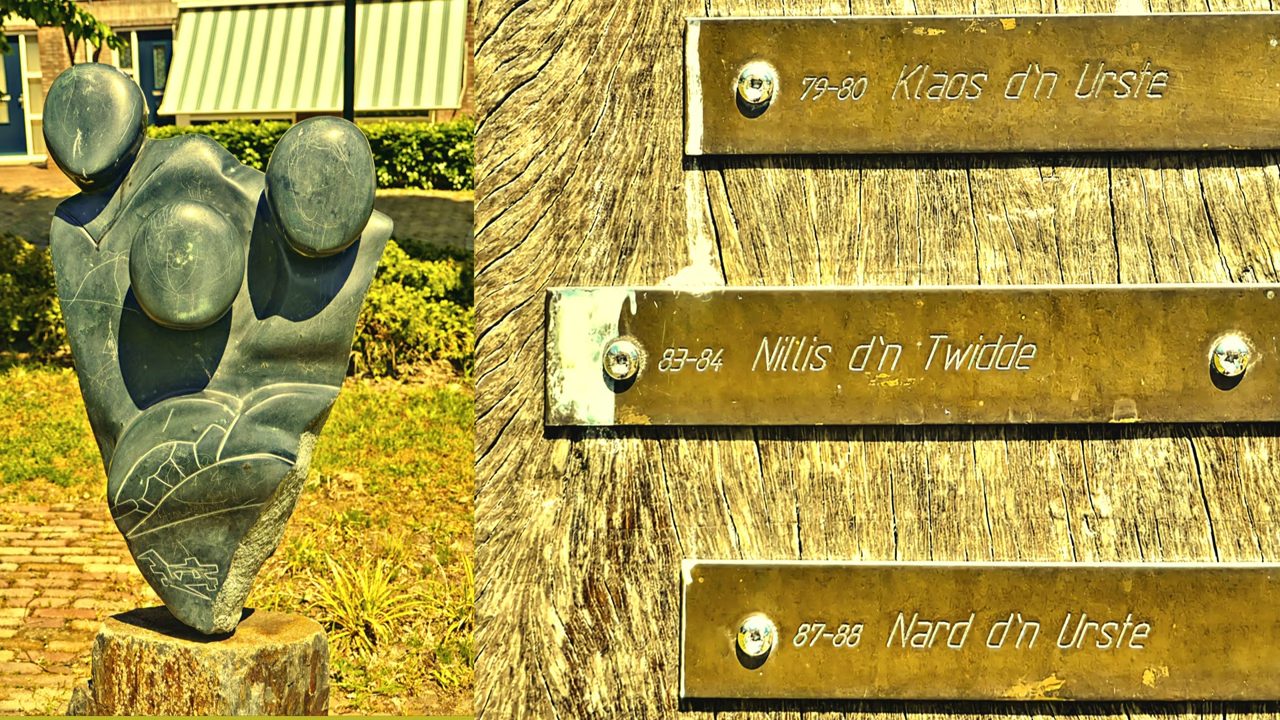 79-80 Klaos d'n Urste
83-84 Nillis d'n Twidde
87-88 Nard d'n Urste